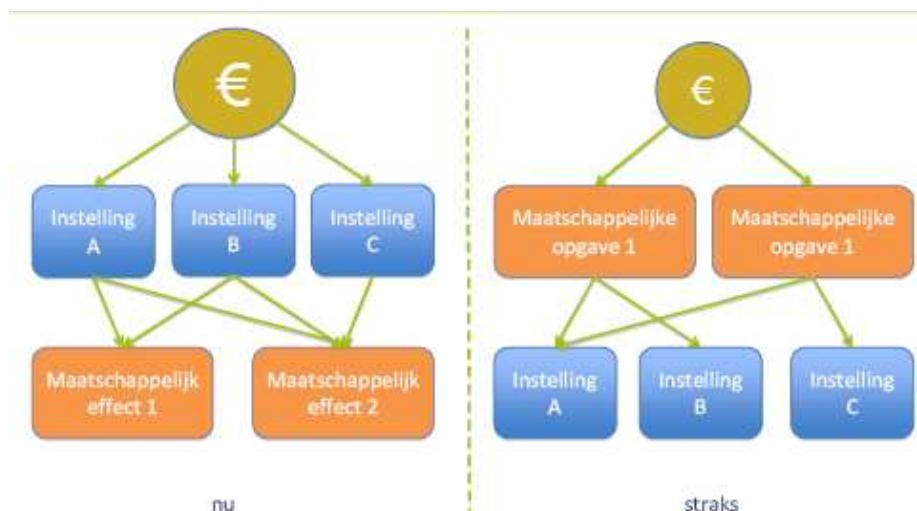 €
Instelling
A
Instelling
B
Instelling
C
Maatschappelijk
effect 1
Maatschappelijk
effect 2
nu
€
Maatschappelijke
opgave 1
Maatschappelijke
opgave 1
Instelling
A
Instelling
B
Instelling
C
straks